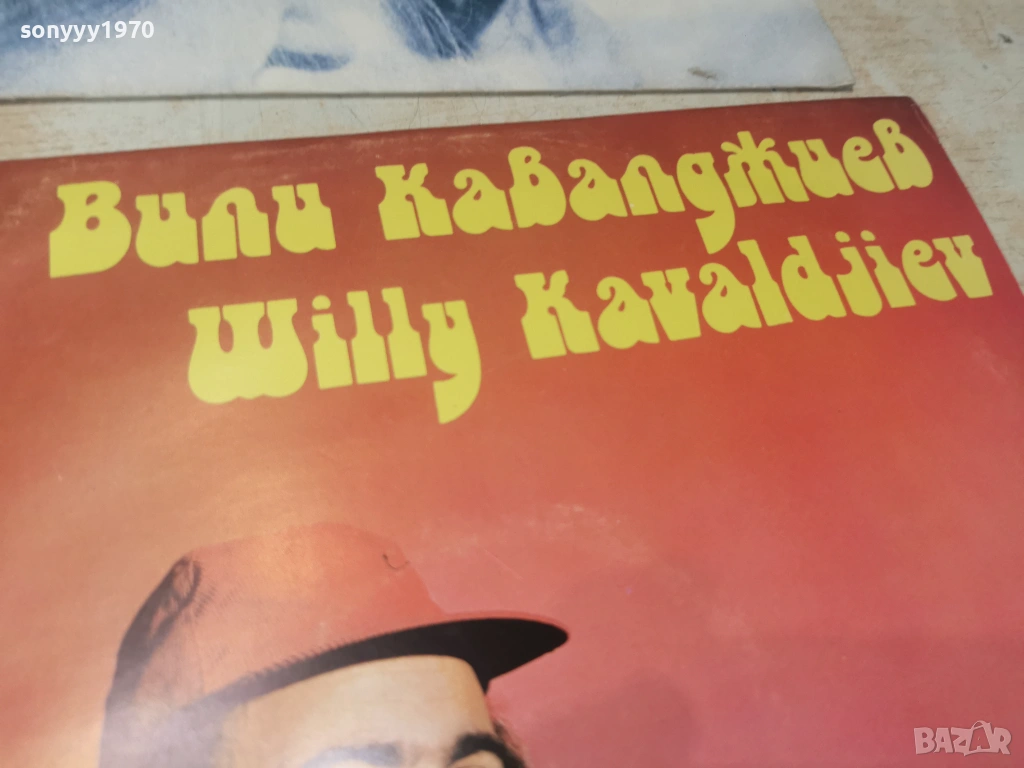 sonyyy1970
Вили Кавалджиев
Willy Kavaldjiev
BAZAR